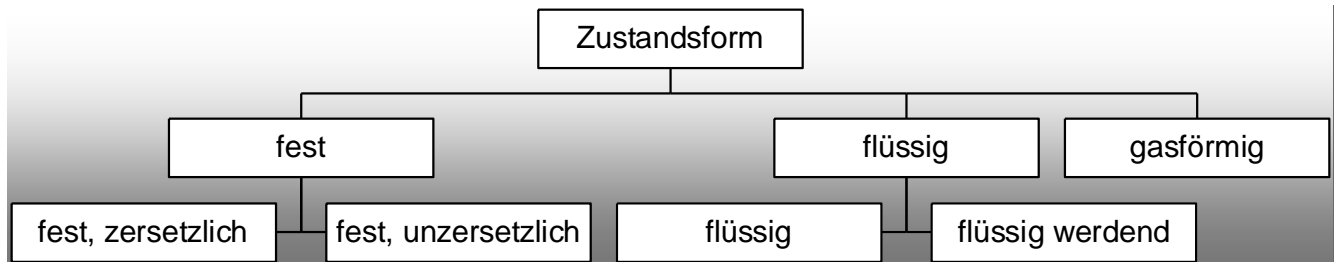 Zustandsform
fest
flüssig
gasförmig
fest, zersetzlich
fest, unzersetzlich
flüssig
flüssig werdend